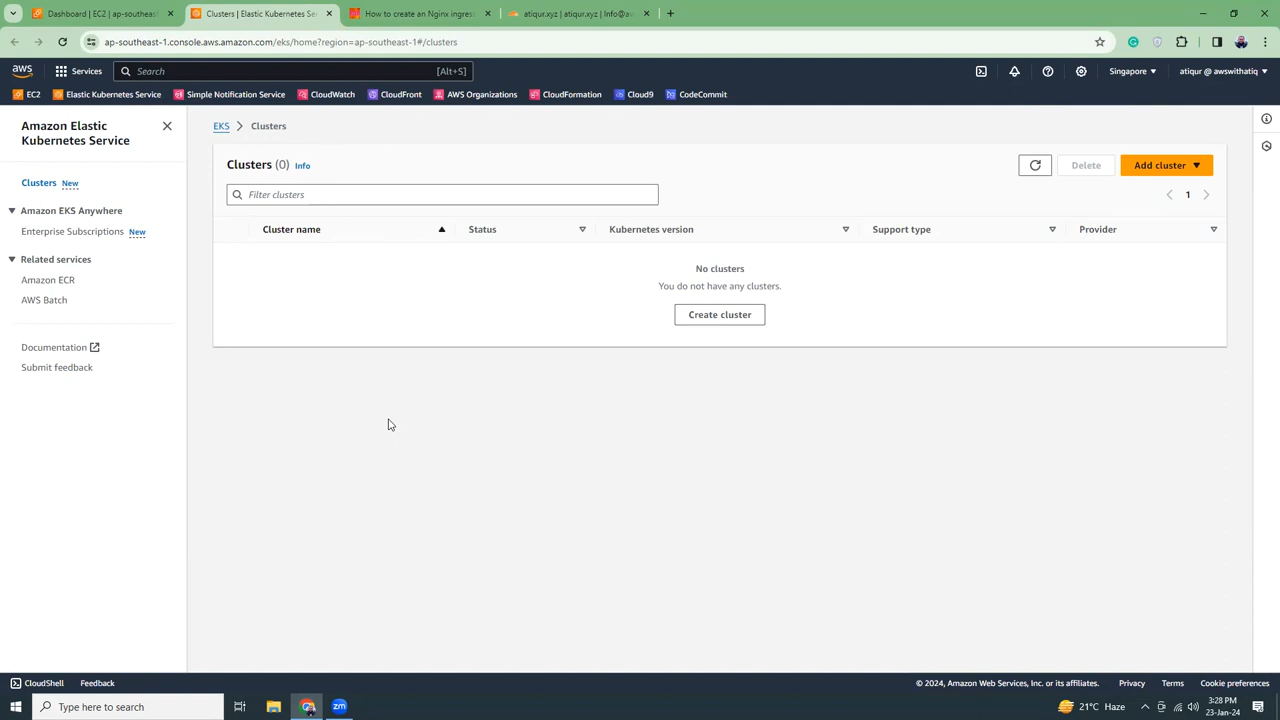 Dashboard | EC2 | ap-southeast
Clusters | Elastic Kubernetes Se
How to create an Nginx ingres
atiqur.xyz | atiqur.xyz | Info@aw
ap-southeast-1.console.aws.amazon.com/eks/home?region=ap-southeast-1#/clusters
aws
Services
Search
[Alt+S]
Singapore
atiqur @ awswithatiq
EC2
Elastic Kubernetes Service
Simple Notification Service
CloudWatch
CloudFront
AWS Organizations
CloudFormation
Cloud9
CodeCommit
Amazon Elastic
Kubernetes Service
Clusters New
Amazon EKS Anywhere
Enterprise Subscriptions New
Related services
Amazon ECR
AWS Batch
Documentation
Submit feedback
EKS
Clusters
Clusters (0) Info
Delete
Add cluster
Filter clusters
1
Cluster name
Status
Kubernetes version
Support type
Provider
No clusters
You do not have any clusters.
Create cluster
CloudShell
Feedback
© 2024, Amazon Web Services, Inc. or its affiliates.
Privacy
Terms
Cookie preferences
Type here to search
zm
21°C Haze
3:28 PM
23-Jan-24